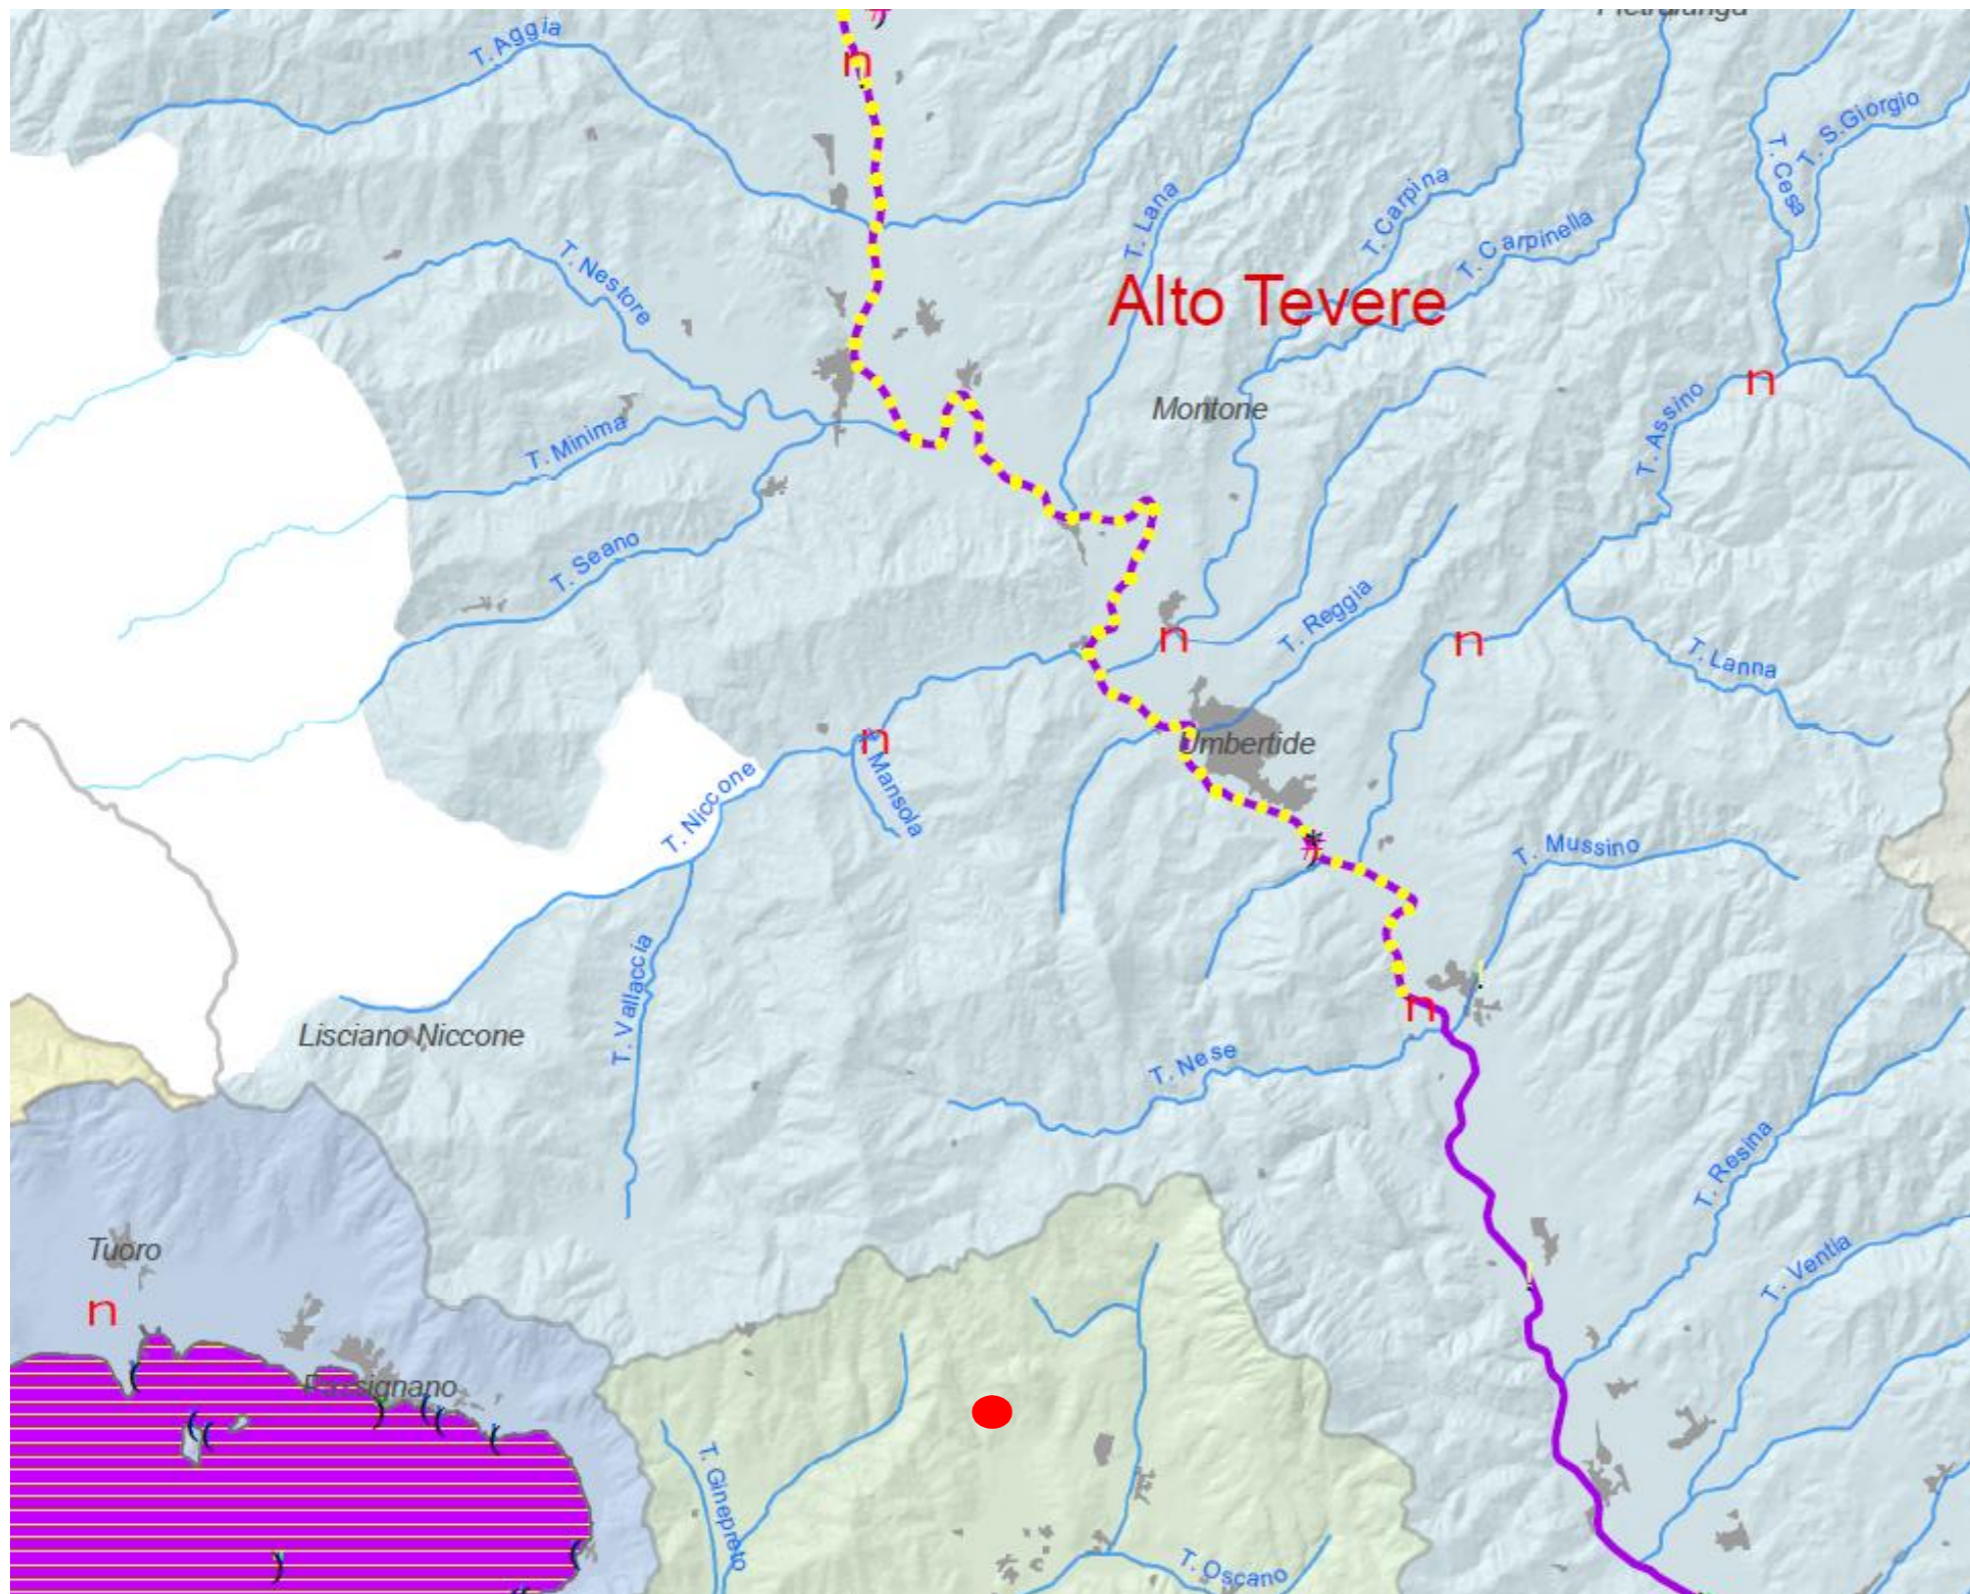 T. Aggia
n
T. S.Giorgio
T. Cesa
T. Lana
T. Carpina
T. Carpinella
T. Nestore
Alto Tevere
n
Montone
T. Assino
T. Minima
T. Seano
T. Reggia
n
n
T. Lanna
n
Umbertide
T. Niccone
Mansola
T. Mussino
T. Vallaccia
n
Lisciano Niccone
T. Nese
T. Resina
Tuoro
T. Ventia
n
Passignano
T. Ginepreto
T. Oscano